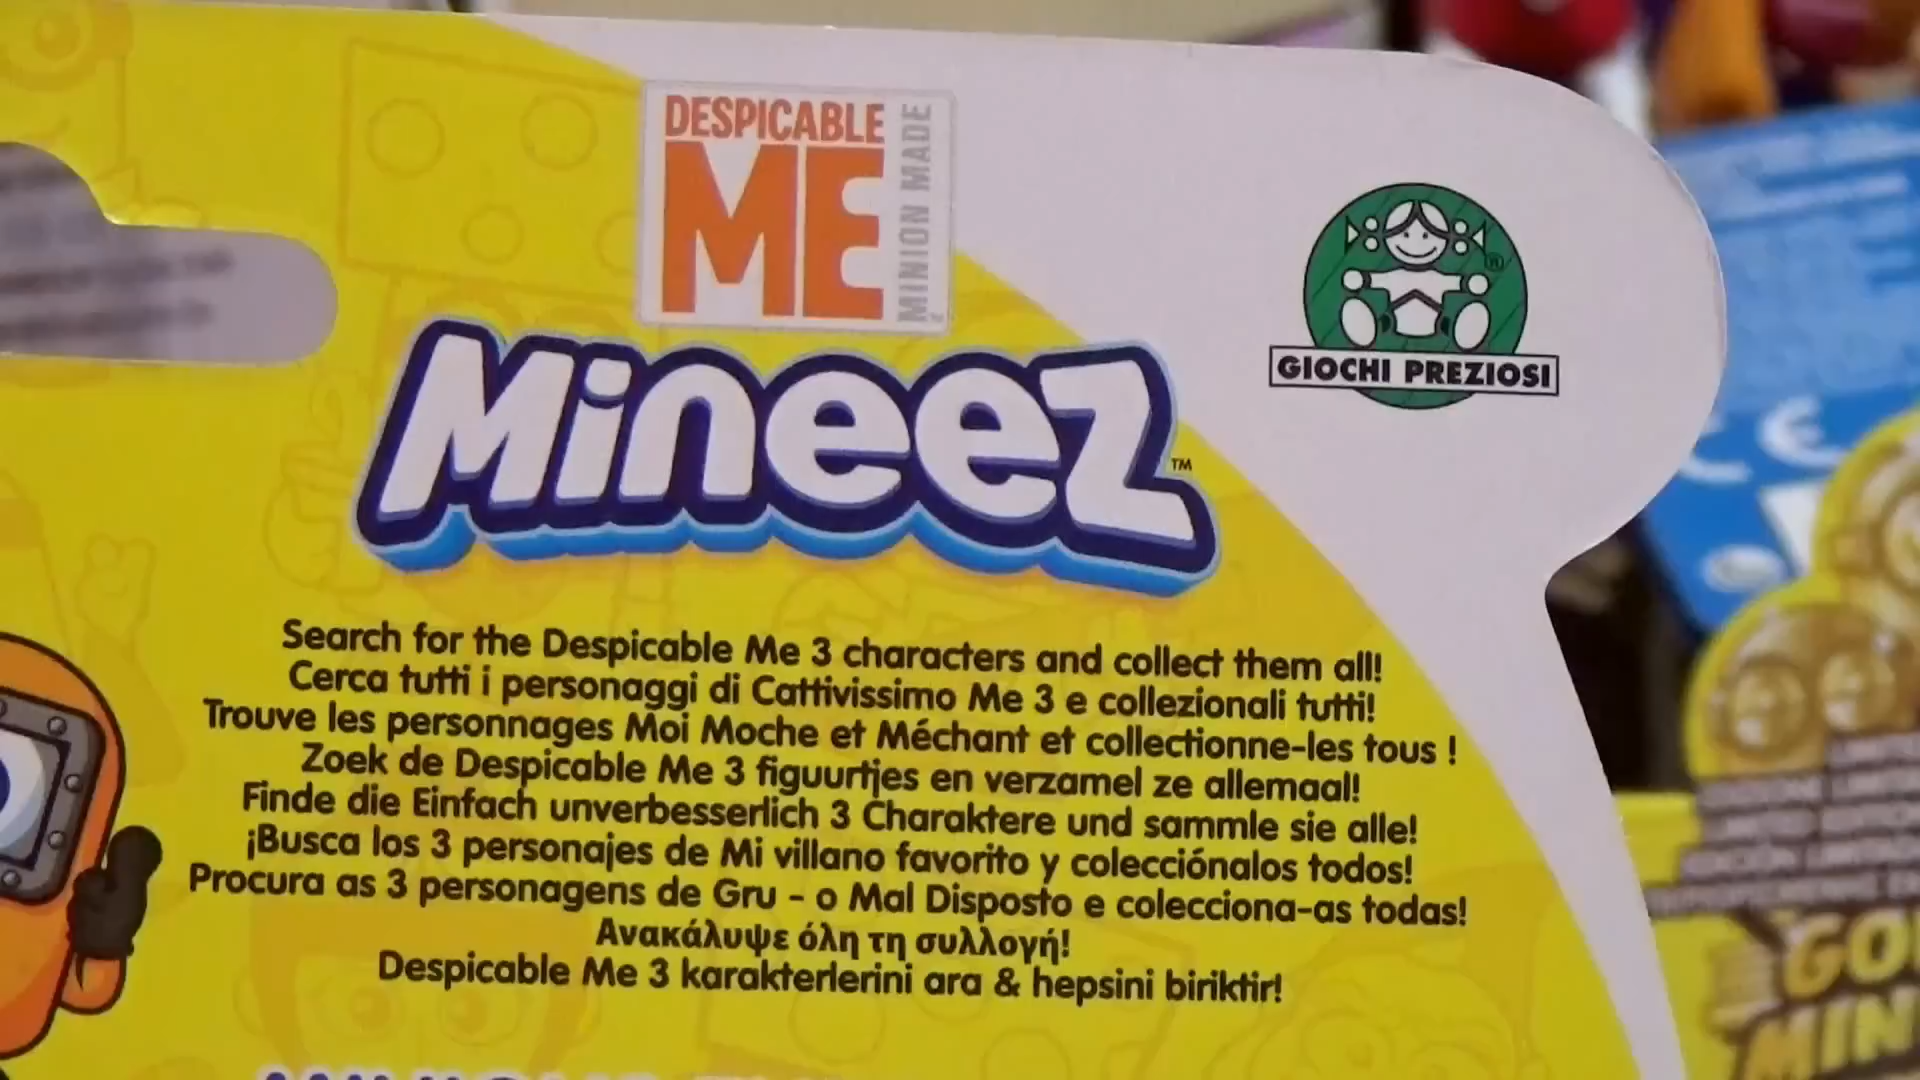 DESPICABLE
ME
MINION MADE
GIOCHI PREZIOSI
®
Mineez™
Search for the Despicable Me 3 characters and collect them all!
Cerca tutti i personaggi di Cattivissimo Me 3 e collezionali tutti!
Trouve les personnages Moi Moche et Méchant et collectionne-les tous !
Zoek de Despicable Me 3 figuurtjes en verzamel ze allemaal!
Finde die Einfach unverbesserlich 3 Charaktere und sammle sie alle!
¡Busca los 3 personajes de Mi villano favorito y colecciónalos todos!
Procura as 3 personagens de Gru - o Mal Disposto e colecciona-as todas!
Ανακάλυψε όλη τη συλλογή!
Despicable Me 3 karakterlerini ara & hepsini biriktir!
CE